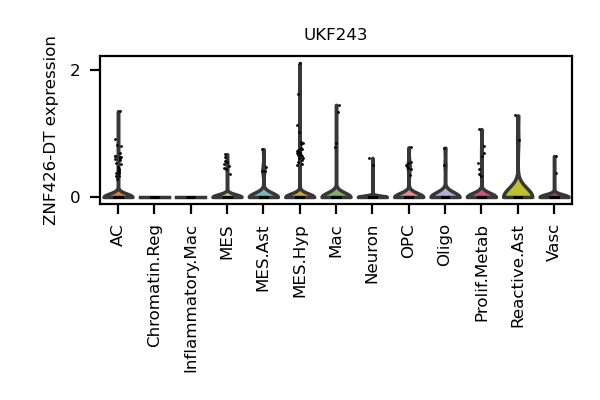 UKF243
ZNF426-DT expression
2
0
AC
Chromatin.Reg
Inflammatory.Mac
MES
MES.Ast
MES.Hyp
Mac
Neuron
OPC
Oligo
Prolif.Metab
Reactive.Ast
Vasc